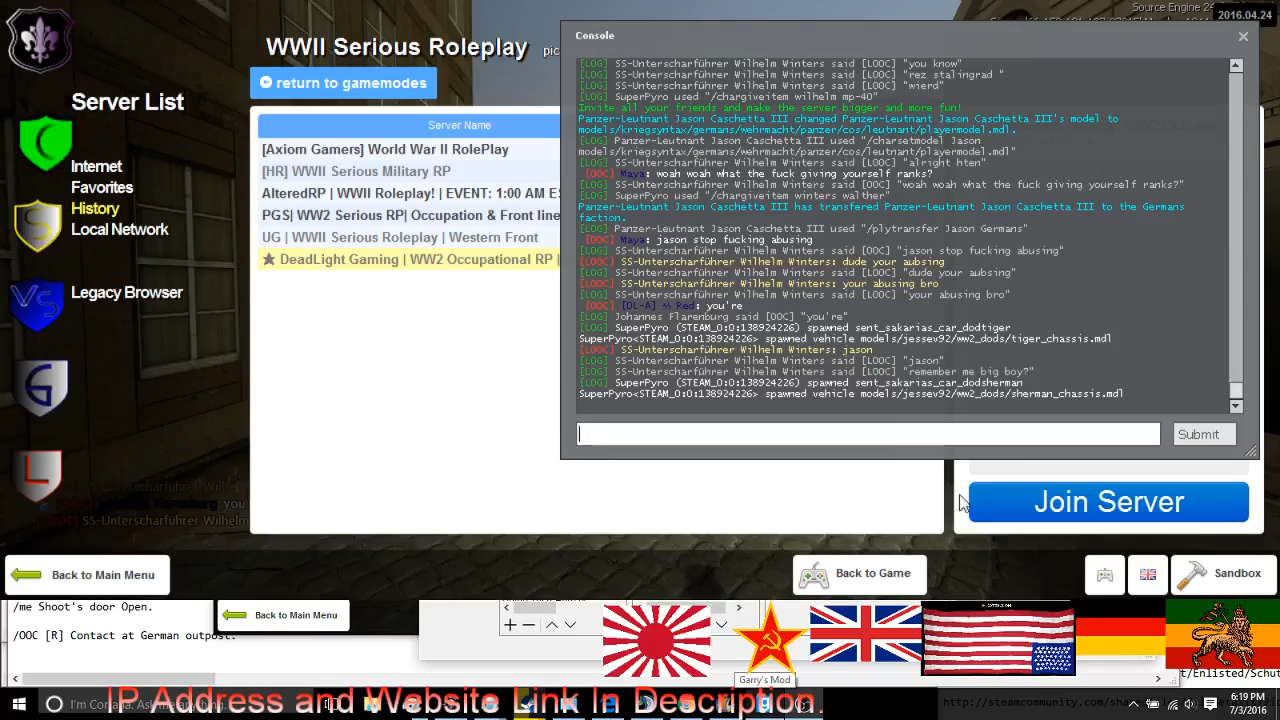 Source Engine 24
2016.04.24
WWII Serious Roleplay
pic
return to gamemodes
Server List
Internet
Favorites
History
Local Network
Legacy Browser
Server Name
[Axiom Gamers] World War II RolePlay
[HR] WWII Serious Military RP
AlteredRP | WWII Roleplay! | EVENT: 1:00 AM E
PGS| WW2 Serious RP| Occupation & Front line
UG | WWII Serious Roleplay | Western Front
DeadLight Gaming | WW2 Occupational RP |
Console
[LOG] SS-Unterscharführer Wilhelm Winters said [LOOC] "you know"
[LOG] SS-Unterscharführer Wilhelm Winters said [LOOC] "rez stalingrad "
[LOG] SS-Unterscharführer Wilhelm Winters said [LOOC] "wierd"
[LOG] SuperPyro used "/chargiveitem wilhelm mp-40"
Invite all your friends and make the server bigger and more fun!
Panzer-Leutnant Jason Caschetta III changed Panzer-Leutnant Jason Caschetta III's model to
models/kriegsyntax/germans/wehrmacht/panzer/cos/leutnant/playermodel.mdl.
[LOG] Panzer-Leutnant Jason Caschetta III used "/charsetmodel Jason
models/kriegsyntax/germans/wehrmacht/panzer/cos/leutnant/playermodel.mdl"
[LOG] SS-Unterscharführer Wilhelm Winters said [LOOC] "alright hten"
[OOC] Maya: woah woah what the fuck giving yourself ranks?
[LOG] SS-Unterscharführer Wilhelm Winters said [OOC] "woah woah what the fuck giving yourself ranks?"
[LOG] SuperPyro used "/chargiveitem winters walther"
Panzer-Leutnant Jason Caschetta III has transfered Panzer-Leutnant Jason Caschetta III to the Germans
faction.
[LOG] Panzer-Leutnant Jason Caschetta III used "/plytransfer Jason Germans"
[OOC] Maya: jason stop fucking abusing
[LOG] SS-Unterscharführer Wilhelm Winters said [OOC] "jason stop fucking abusing"
[LOOC] SS-Unterscharführer Wilhelm Winters: dude your aubsing
[LOG] SS-Unterscharführer Wilhelm Winters said [LOOC] "dude your aubsing"
[LOOC] SS-Unterscharführer Wilhelm Winters: your abusing bro
[LOG] SS-Unterscharführer Wilhelm Winters said [LOOC] "your abusing bro"
[OOC] [DL-A] Red: you're
[LOG] Johannes Flarenburg said [OOC] "you're"
[LOG] SuperPyro (STEAM_0:0:138924226) spawned sent_sakarias_car_dodtiger
SuperPyro<STEAM_0:0:138924226> spawned vehicle models/jessev92/ww2_dods/tiger_chassis.mdl
[LOOC] SS-Unterscharführer Wilhelm Winters: jason
[LOG] SS-Unterscharführer Wilhelm Winters said [LOOC] "jason"
[LOG] SS-Unterscharführer Wilhelm Winters said [LOOC] "remember me big boy?"
[LOG] SuperPyro (STEAM_0:0:138924226) spawned sent_sakarias_car_dodsherman
SuperPyro<STEAM_0:0:138924226> spawned vehicle models/jessev92/ww2_dods/sherman_chassis.mdl
Submit
Join Server
SS-Unterscharführer Wilhelm
Back to Main Menu
Back to Game
Sandbox
/me Shoot's door Open.
/OOC [R] Contact at German outpost.
Back to Main Menu
Garry's Mod
t/Enlisted/Schut
IP Address and Website Link In Description.
6:19 PM
7/3/2016